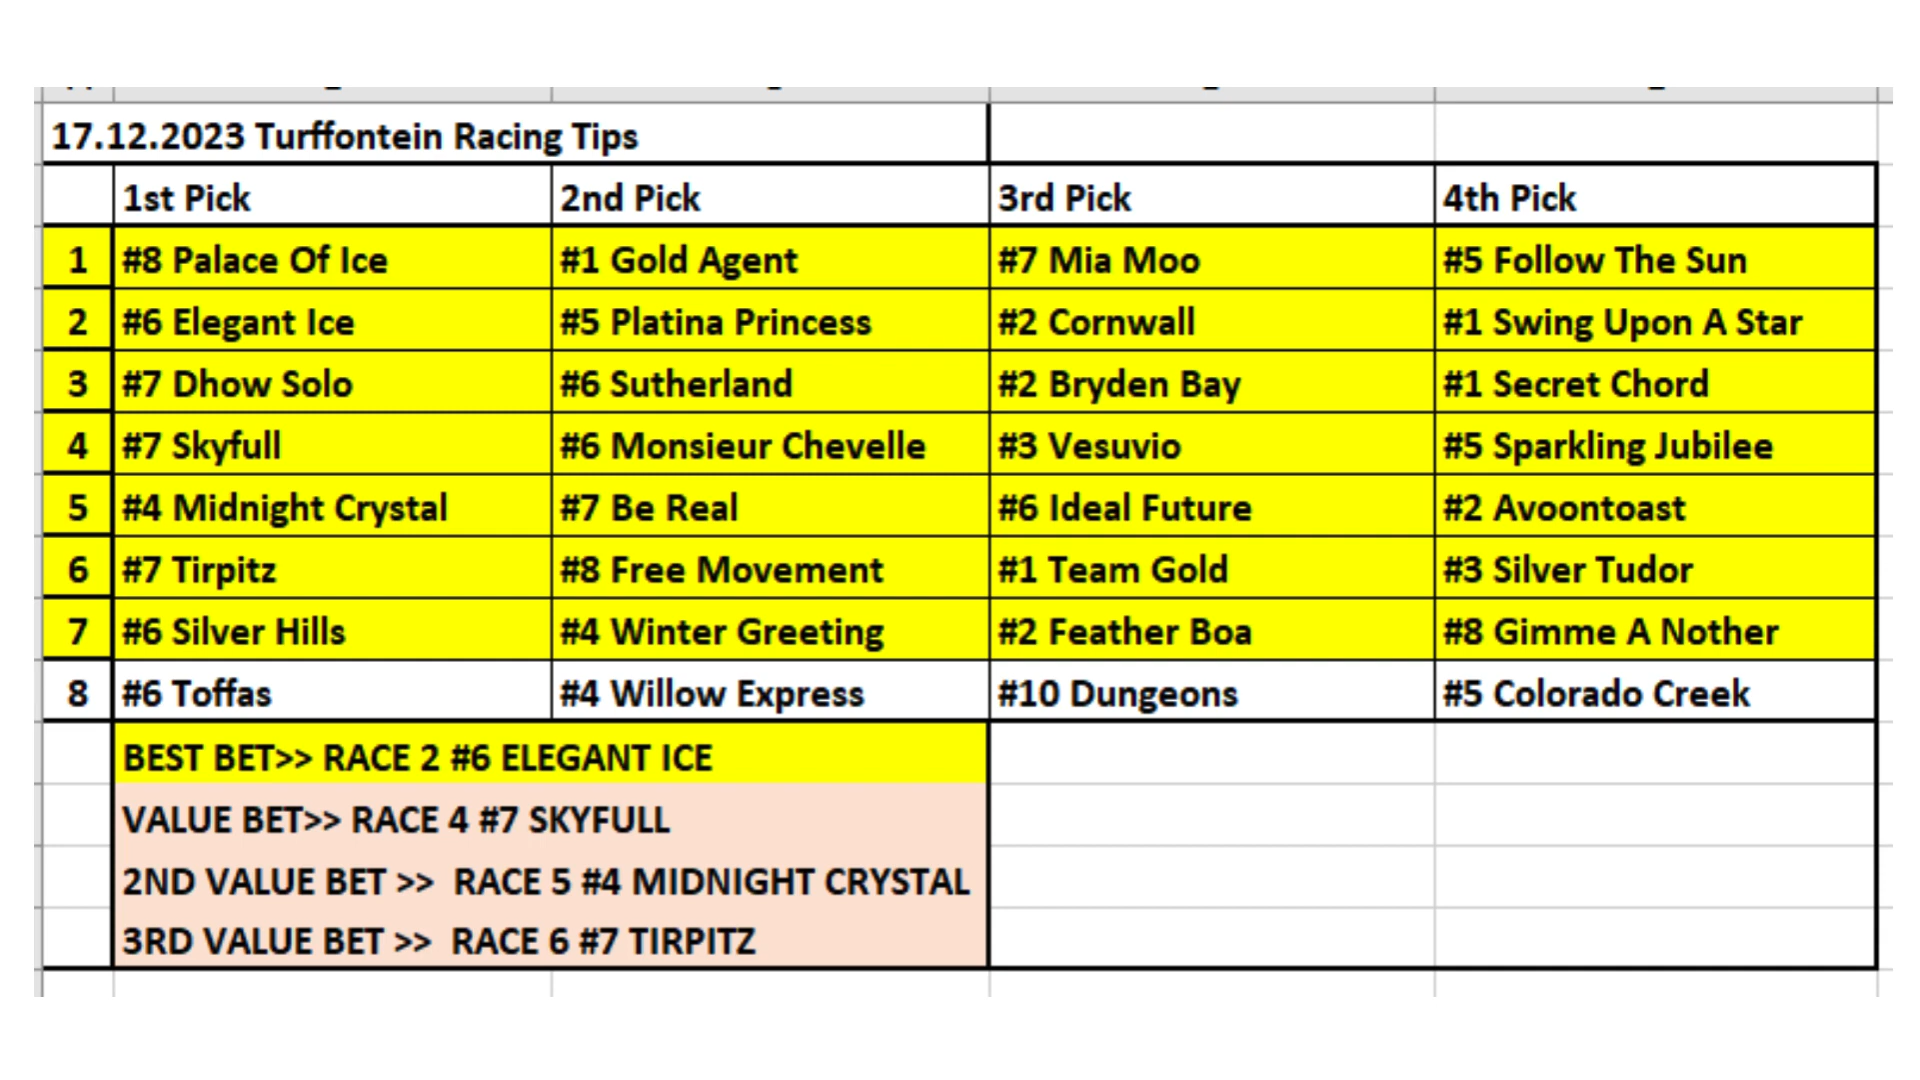 17.12.2023 Turffontein Racing Tips
1st Pick 2nd Pick 3rd Pick 4th Pick
1 #8 Palace Of Ice #1 Gold Agent #7 Mia Moo #5 Follow The Sun
2 #6 Elegant Ice #5 Platina Princess #2 Cornwall #1 Swing Upon A Star
3 #7 Dhow Solo #6 Sutherland #2 Bryden Bay #1 Secret Chord
4 #7 Skyfull #6 Monsieur Chevelle #3 Vesuvio #5 Sparkling Jubilee
5 #4 Midnight Crystal #7 Be Real #6 Ideal Future #2 Avoontoast
6 #7 Tirpitz #8 Free Movement #1 Team Gold #3 Silver Tudor
7 #6 Silver Hills #4 Winter Greeting #2 Feather Boa #8 Gimme A Nother
8 #6 Toffas #4 Willow Express #10 Dungeons #5 Colorado Creek
BEST BET>> RACE 2 #6 ELEGANT ICE
VALUE BET>> RACE 4 #7 SKYFULL
2ND VALUE BET >> RACE 5 #4 MIDNIGHT CRYSTAL
3RD VALUE BET >> RACE 6 #7 TIRPITZ